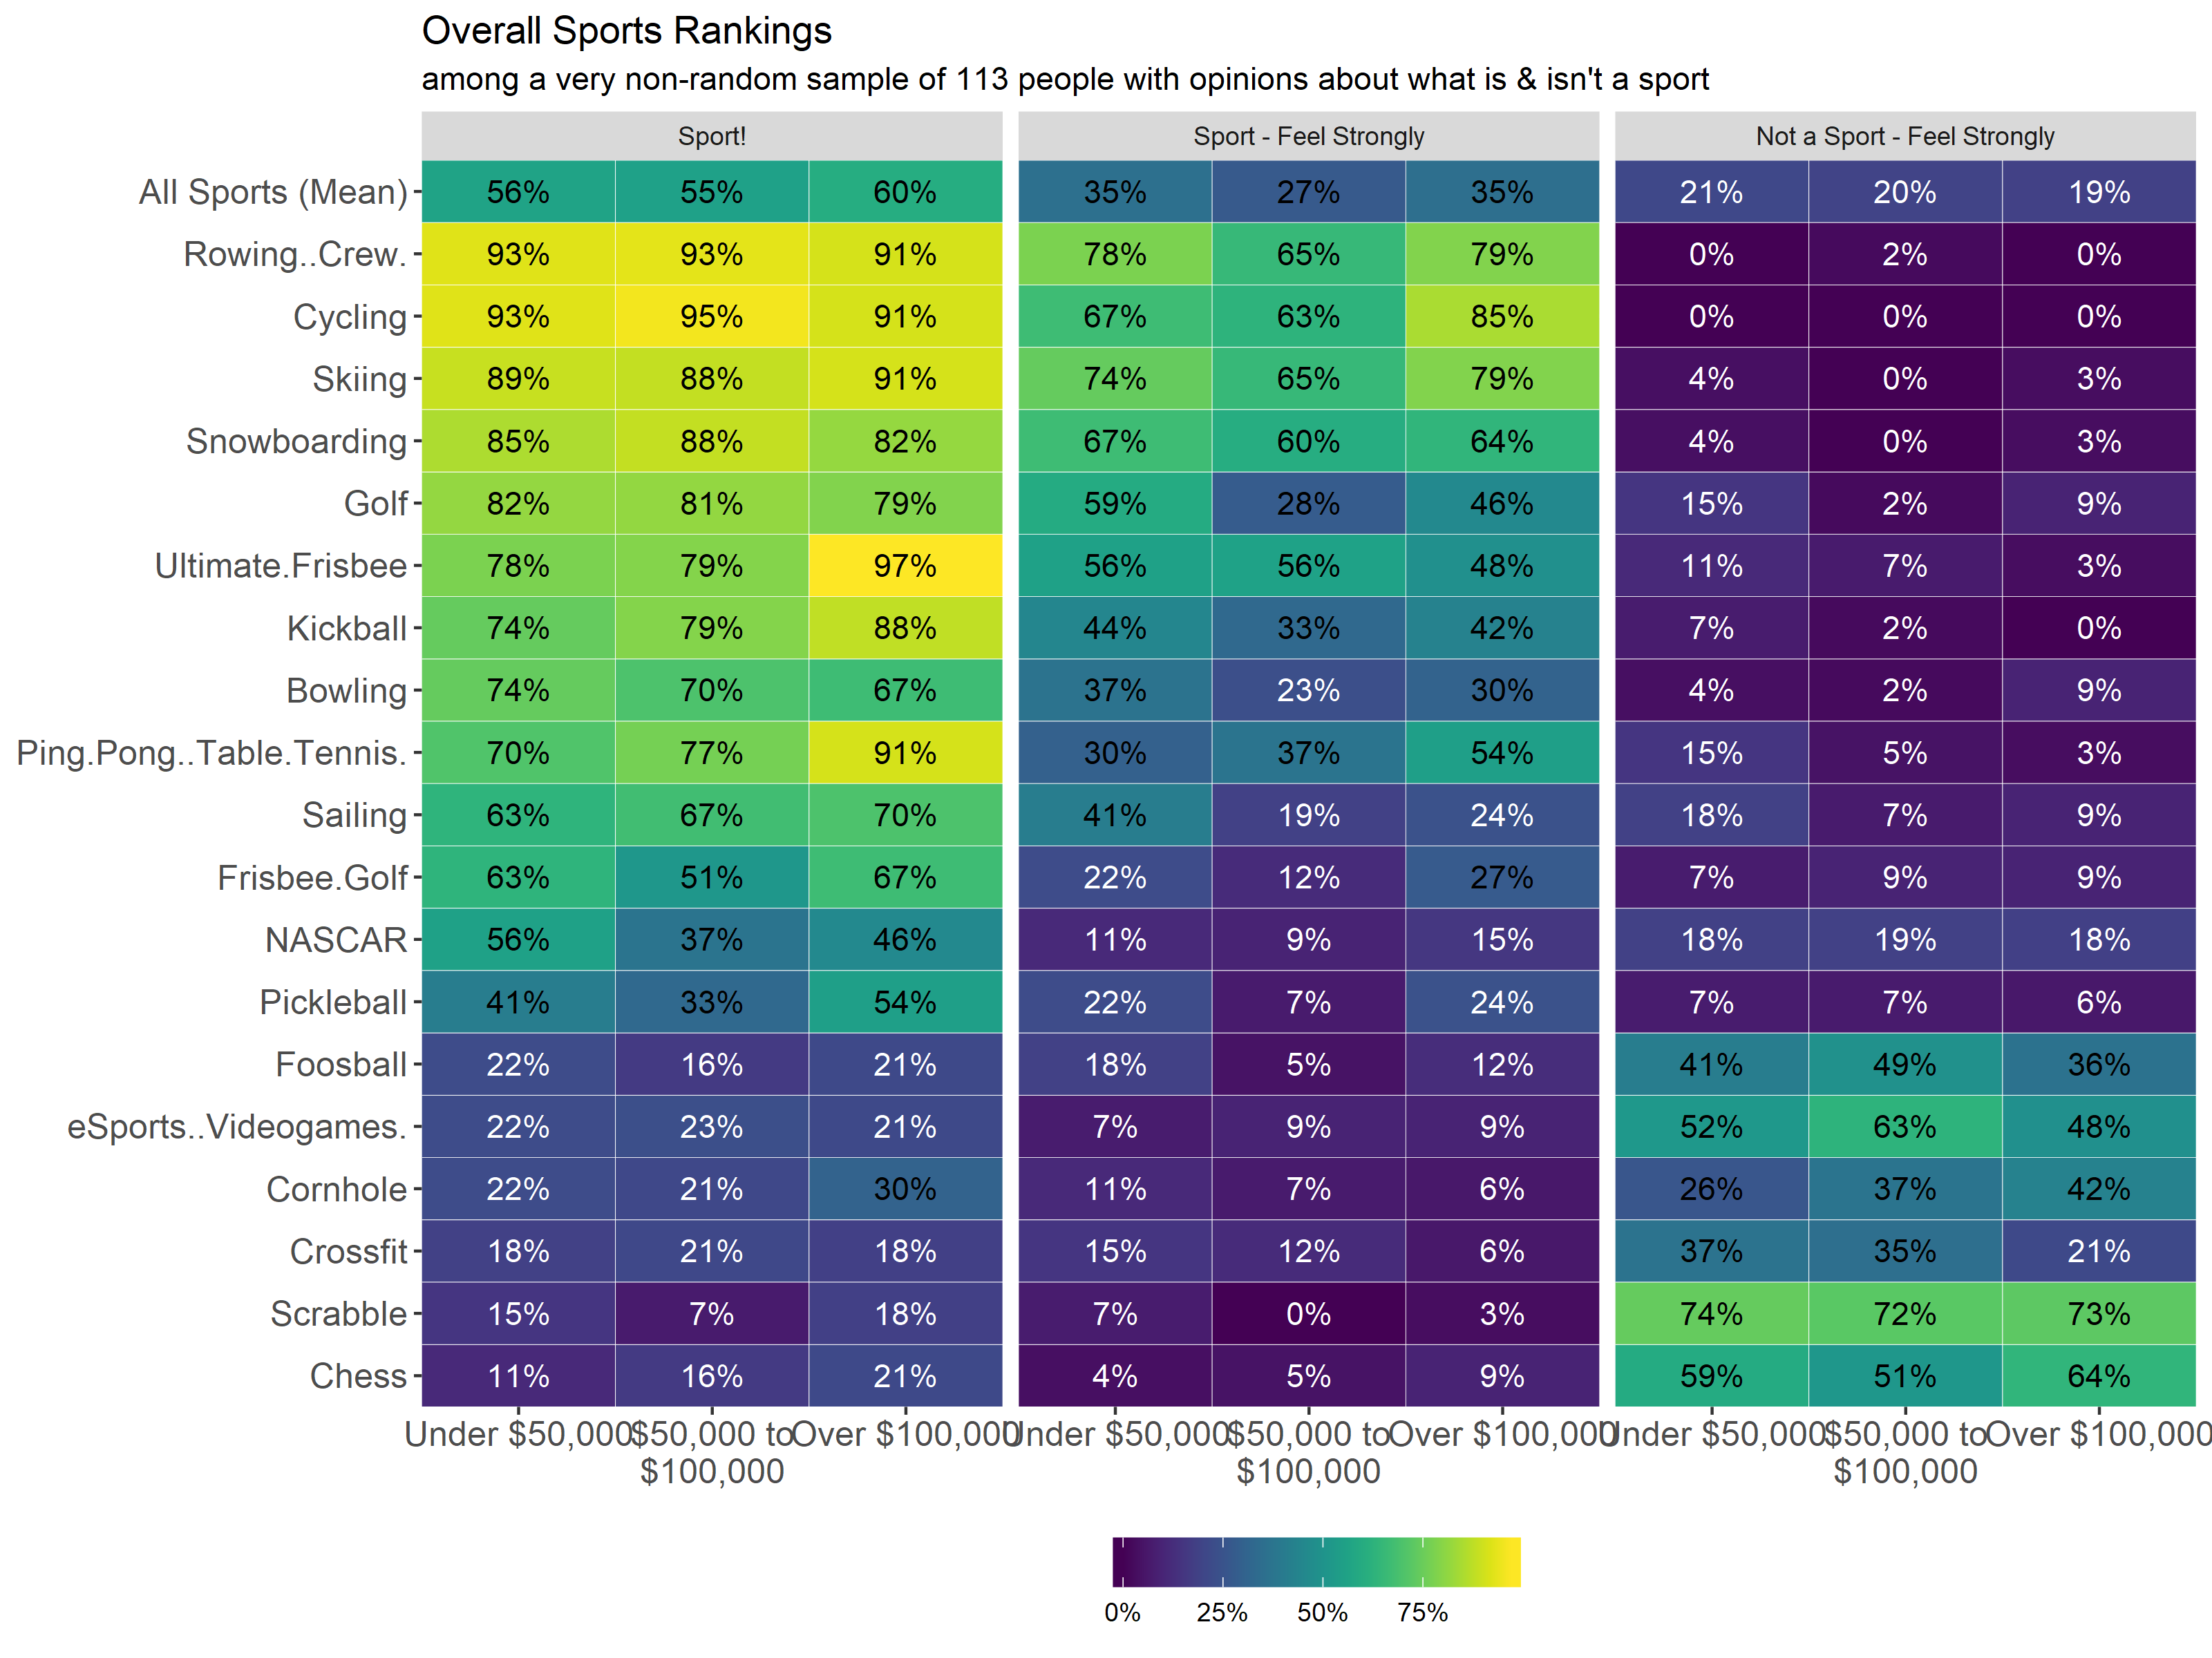 Overall Sports Rankings
among a very non-random sample of 113 people with opinions about what is & isn't a sport
Sport! Sport - Feel Strongly Not a Sport - Feel Strongly
All Sports (Mean) 56% 55% 60% 35% 27% 35% 21% 20% 19%
Rowing..Crew. 93% 93% 91% 78% 65% 79% 0% 2% 0%
Cycling 93% 95% 91% 67% 63% 85% 0% 0% 0%
Skiing 89% 88% 91% 74% 65% 79% 4% 0% 3%
Snowboarding 85% 88% 82% 67% 60% 64% 4% 0% 3%
Golf 82% 81% 79% 59% 28% 46% 15% 2% 9%
Ultimate.Frisbee 78% 79% 97% 56% 56% 48% 11% 7% 3%
Kickball 74% 79% 88% 44% 33% 42% 7% 2% 0%
Bowling 74% 70% 67% 37% 23% 30% 4% 2% 9%
Ping.Pong..Table.Tennis. 70% 77% 91% 30% 37% 54% 15% 5% 3%
Sailing 63% 67% 70% 41% 19% 24% 18% 7% 9%
Frisbee.Golf 63% 51% 67% 22% 12% 27% 7% 9% 9%
NASCAR 56% 37% 46% 11% 9% 15% 18% 19% 18%
Pickleball 41% 33% 54% 22% 7% 24% 7% 7% 6%
Foosball 22% 16% 21% 18% 5% 12% 41% 49% 36%
eSports..Videogames. 22% 23% 21% 7% 9% 9% 52% 63% 48%
Cornhole 22% 21% 30% 11% 7% 6% 26% 37% 42%
Crossfit 18% 21% 18% 15% 12% 6% 37% 35% 21%
Scrabble 15% 7% 18% 7% 0% 3% 74% 72% 73%
Chess 11% 16% 21% 4% 5% 9% 59% 51% 64%
Under $50,000 $50,000 to Over $100,000 Under $50,000 $50,000 to Over $100,000 Under $50,000 $50,000 to Over $100,000
$100,000 $100,000 $100,000
0% 25% 50% 75%